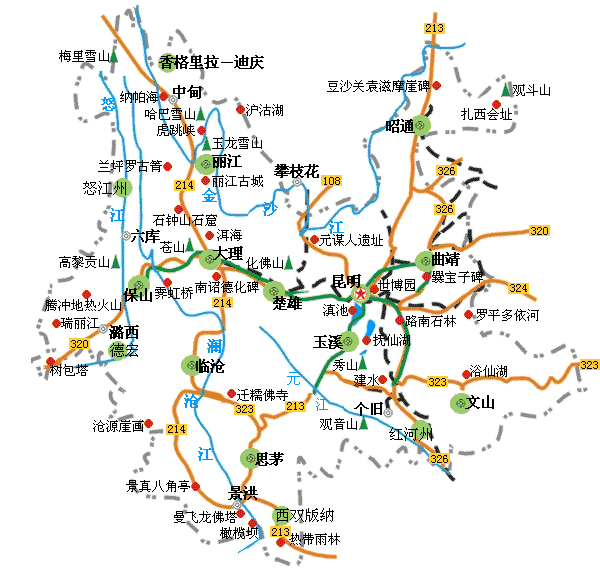 213
梅里雪山
香格里拉—迪庆
豆沙关袁滋摩崖碑
观斗山
纳帕海
中甸
怒
哈巴雪山
泸沽湖
扎西会址
虎跳峡
昭通
玉龙雪山
兰坪罗古箐
丽江
攀枝花
326
怒江州
214
丽江古城
108
金
沙
江
石钟山石窟
326
江
六库
洱海
元谋人遗址
320
苍山
高黎贡山
大理
化佛山
曲靖
昆明
世博园
爨宝子碑
保山
霁虹桥
南诏德化碑
楚雄
324
腾冲地热火山
214
滇池
瑞丽江
路南石林
罗平多依河
潞西
澜
玉溪
抚仙湖
320
德宏
秀山
树包塔
临沧
元
建水
浴仙湖
323
323
323
沧
迁糯佛寺
江
213
个旧
文山
沧源崖画
214
观音山
红河州
江
思茅
326
景真八角亭
景洪
曼飞龙佛塔
西双版纳
橄榄坝
213
热带雨林